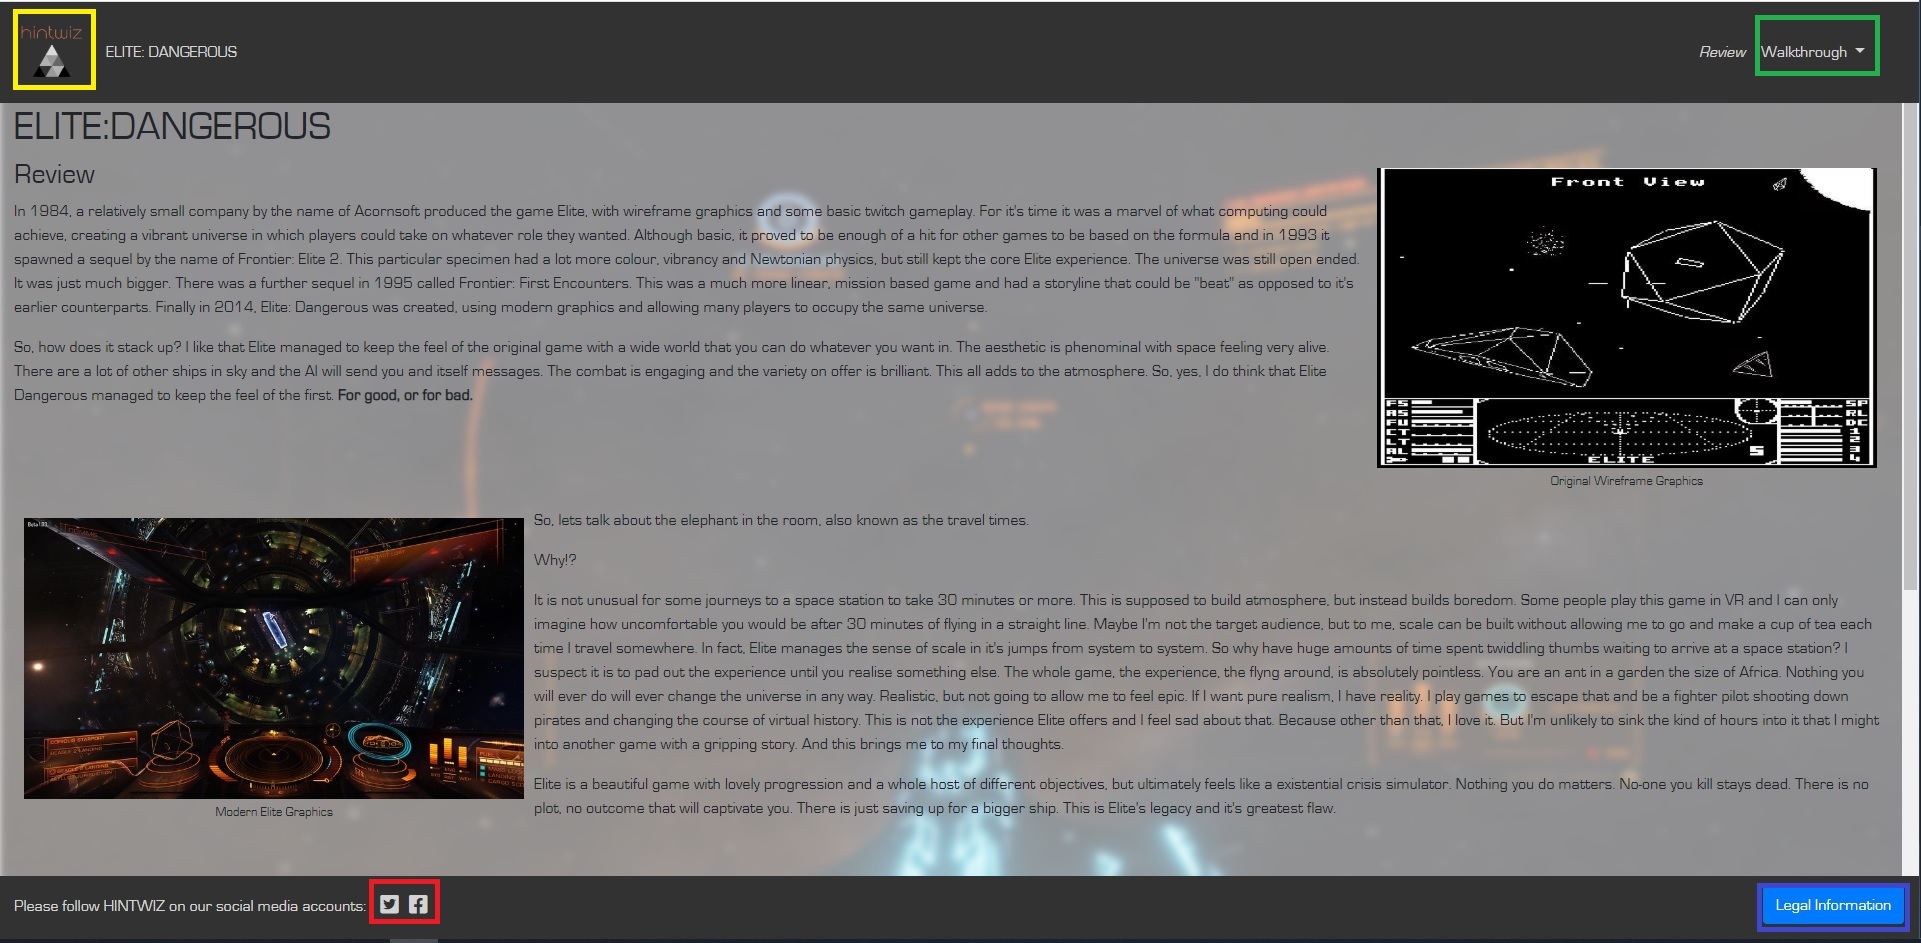 hintwiz
ELITE: DANGEROUS
Review
Walkthrough
ELITE:DANGEROUS
Review
In 1984, a relatively small company by the name of Acornsoft produced the game Elite, with wireframe graphics and some basic twitch gameplay. For it's time it was a marvel of what computing could
achieve, creating a vibrant universe in which players could take on whatever role they wanted. Although basic, it proved to be enough of a hit for other games to be based on the formula and in 1993 it
spawned a sequel by the name of Frontier: Elite 2. This particular specimen had a lot more colour, vibrancy and Newtonian physics, but still kept the core Elite experience. The universe was still open ended.
It was just much bigger. There was a further sequel in 1995 called Frontier: First Encounters. This was a much more linear, mission based game and had a storyline that could be "beat" as opposed to it's
earlier counterparts. Finally in 2014, Elite: Dangerous was created, using modern graphics and allowing many players to occupy the same universe.
So, how does it stack up? I like that Elite managed to keep the feel of the original game with a wide world that you can do whatever you want in. The aesthetic is phenominal with space feeling very alive.
There are a lot of other ships in sky and the AI will send you and itself messages. The combat is engaging and the variety on offer is brilliant. This all adds to the atmosphere. So, yes, I do think that Elite
Dangerous managed to keep the feel of the first. For good, or for bad.
Front View
FS
AS
FU
CT
LT
AL
SP
RL
DC
1
2
3
4
S
ELITE
Original Wireframe Graphics
So, lets talk about the elephant in the room, also known as the travel times.
Why!?
It is not unusual for some journeys to a space station to take 30 minutes or more. This is supposed to build atmosphere, but instead builds boredom. Some people play this game in VR and I can only
imagine how uncomfortable you would be after 30 minutes of flying in a straight line. Maybe I'm not the target audience, but to me, scale can be built without allowing me to go and make a cup of tea each
time I travel somewhere. In fact, Elite manages the sense of scale in it's jumps from system to system. So why have huge amounts of time spent twiddling thumbs waiting to arrive at a space station? I
suspect it is to pad out the experience until you realise something else. The whole game, the experience, the flyng around, is absolutely pointless. You are an ant in a garden the size of Africa. Nothing you
will ever do will ever change the universe in any way. Realistic, but not going to allow me to feel epic. If I want pure realism, I have reality. I play games to escape that and be a fighter pilot shooting down
pirates and changing the course of virtual history. This is not the experience Elite offers and I feel sad about that. Because other than that, I love it. But I'm unlikely to sink the kind of hours into it that I might
into another game with a gripping story. And this brings me to my final thoughts.
Elite is a beautiful game with lovely progression and a whole host of different objectives, but ultimately feels like a existential crisis simulator. Nothing you do matters. No-one you kill stays dead. There is no
plot, no outcome that will captivate you. There is just saving up for a bigger ship. This is Elite's legacy and it's greatest flaw.
INFO
CORIOLIS STARPORT
FUEL
Modern Elite Graphics
Please follow HINTWIZ on our social media accounts:
Legal Information